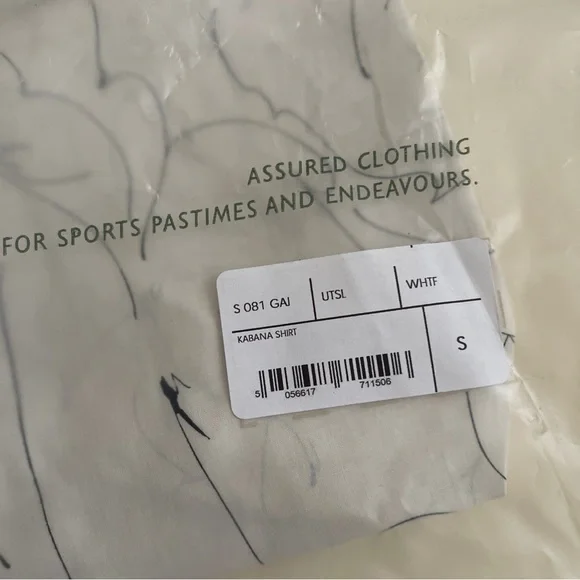 ASSURED CLOTHING
FOR SPORTS PASTIMES AND ENDEAVOURS.
S 081 GAI UTSL WHTF
KABANA SHIRT
S
5 056617 711506